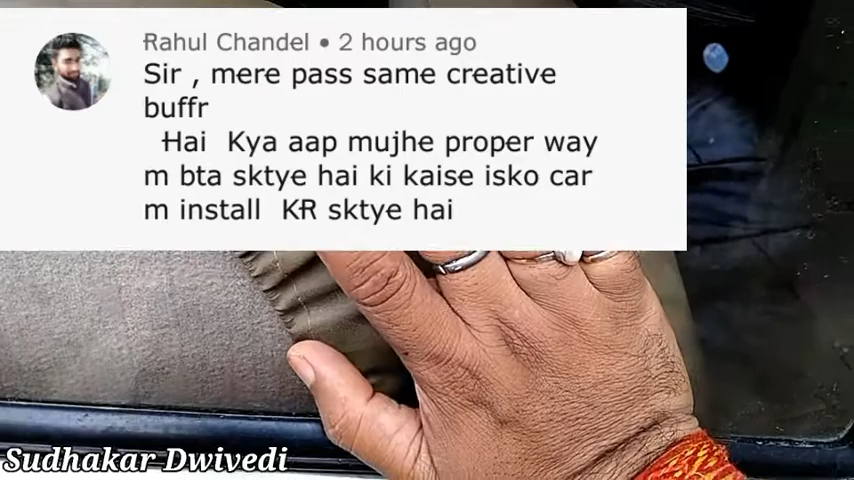 Rahul Chandel • 2 hours ago
Sir , mere pass same creative
buffr
Hai Kya aap mujhe proper way
m bta sktye hai ki kaise isko car
m install KR sktye hai
Sudhakar Dwivedi